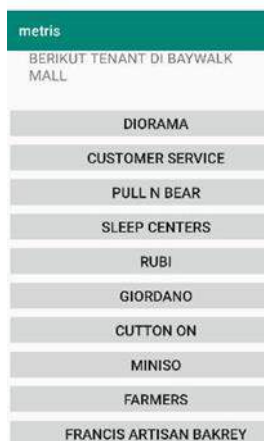 metris
BERIKUT TENANT DI BAYWALK
MALL
DIORAMA
CUSTOMER SERVICE
PULL N BEAR
SLEEP CENTERS
RUBI
GIORDANO
CUTTON ON
MINISO
FARMERS
FRANCIS ARTISAN BAKREY